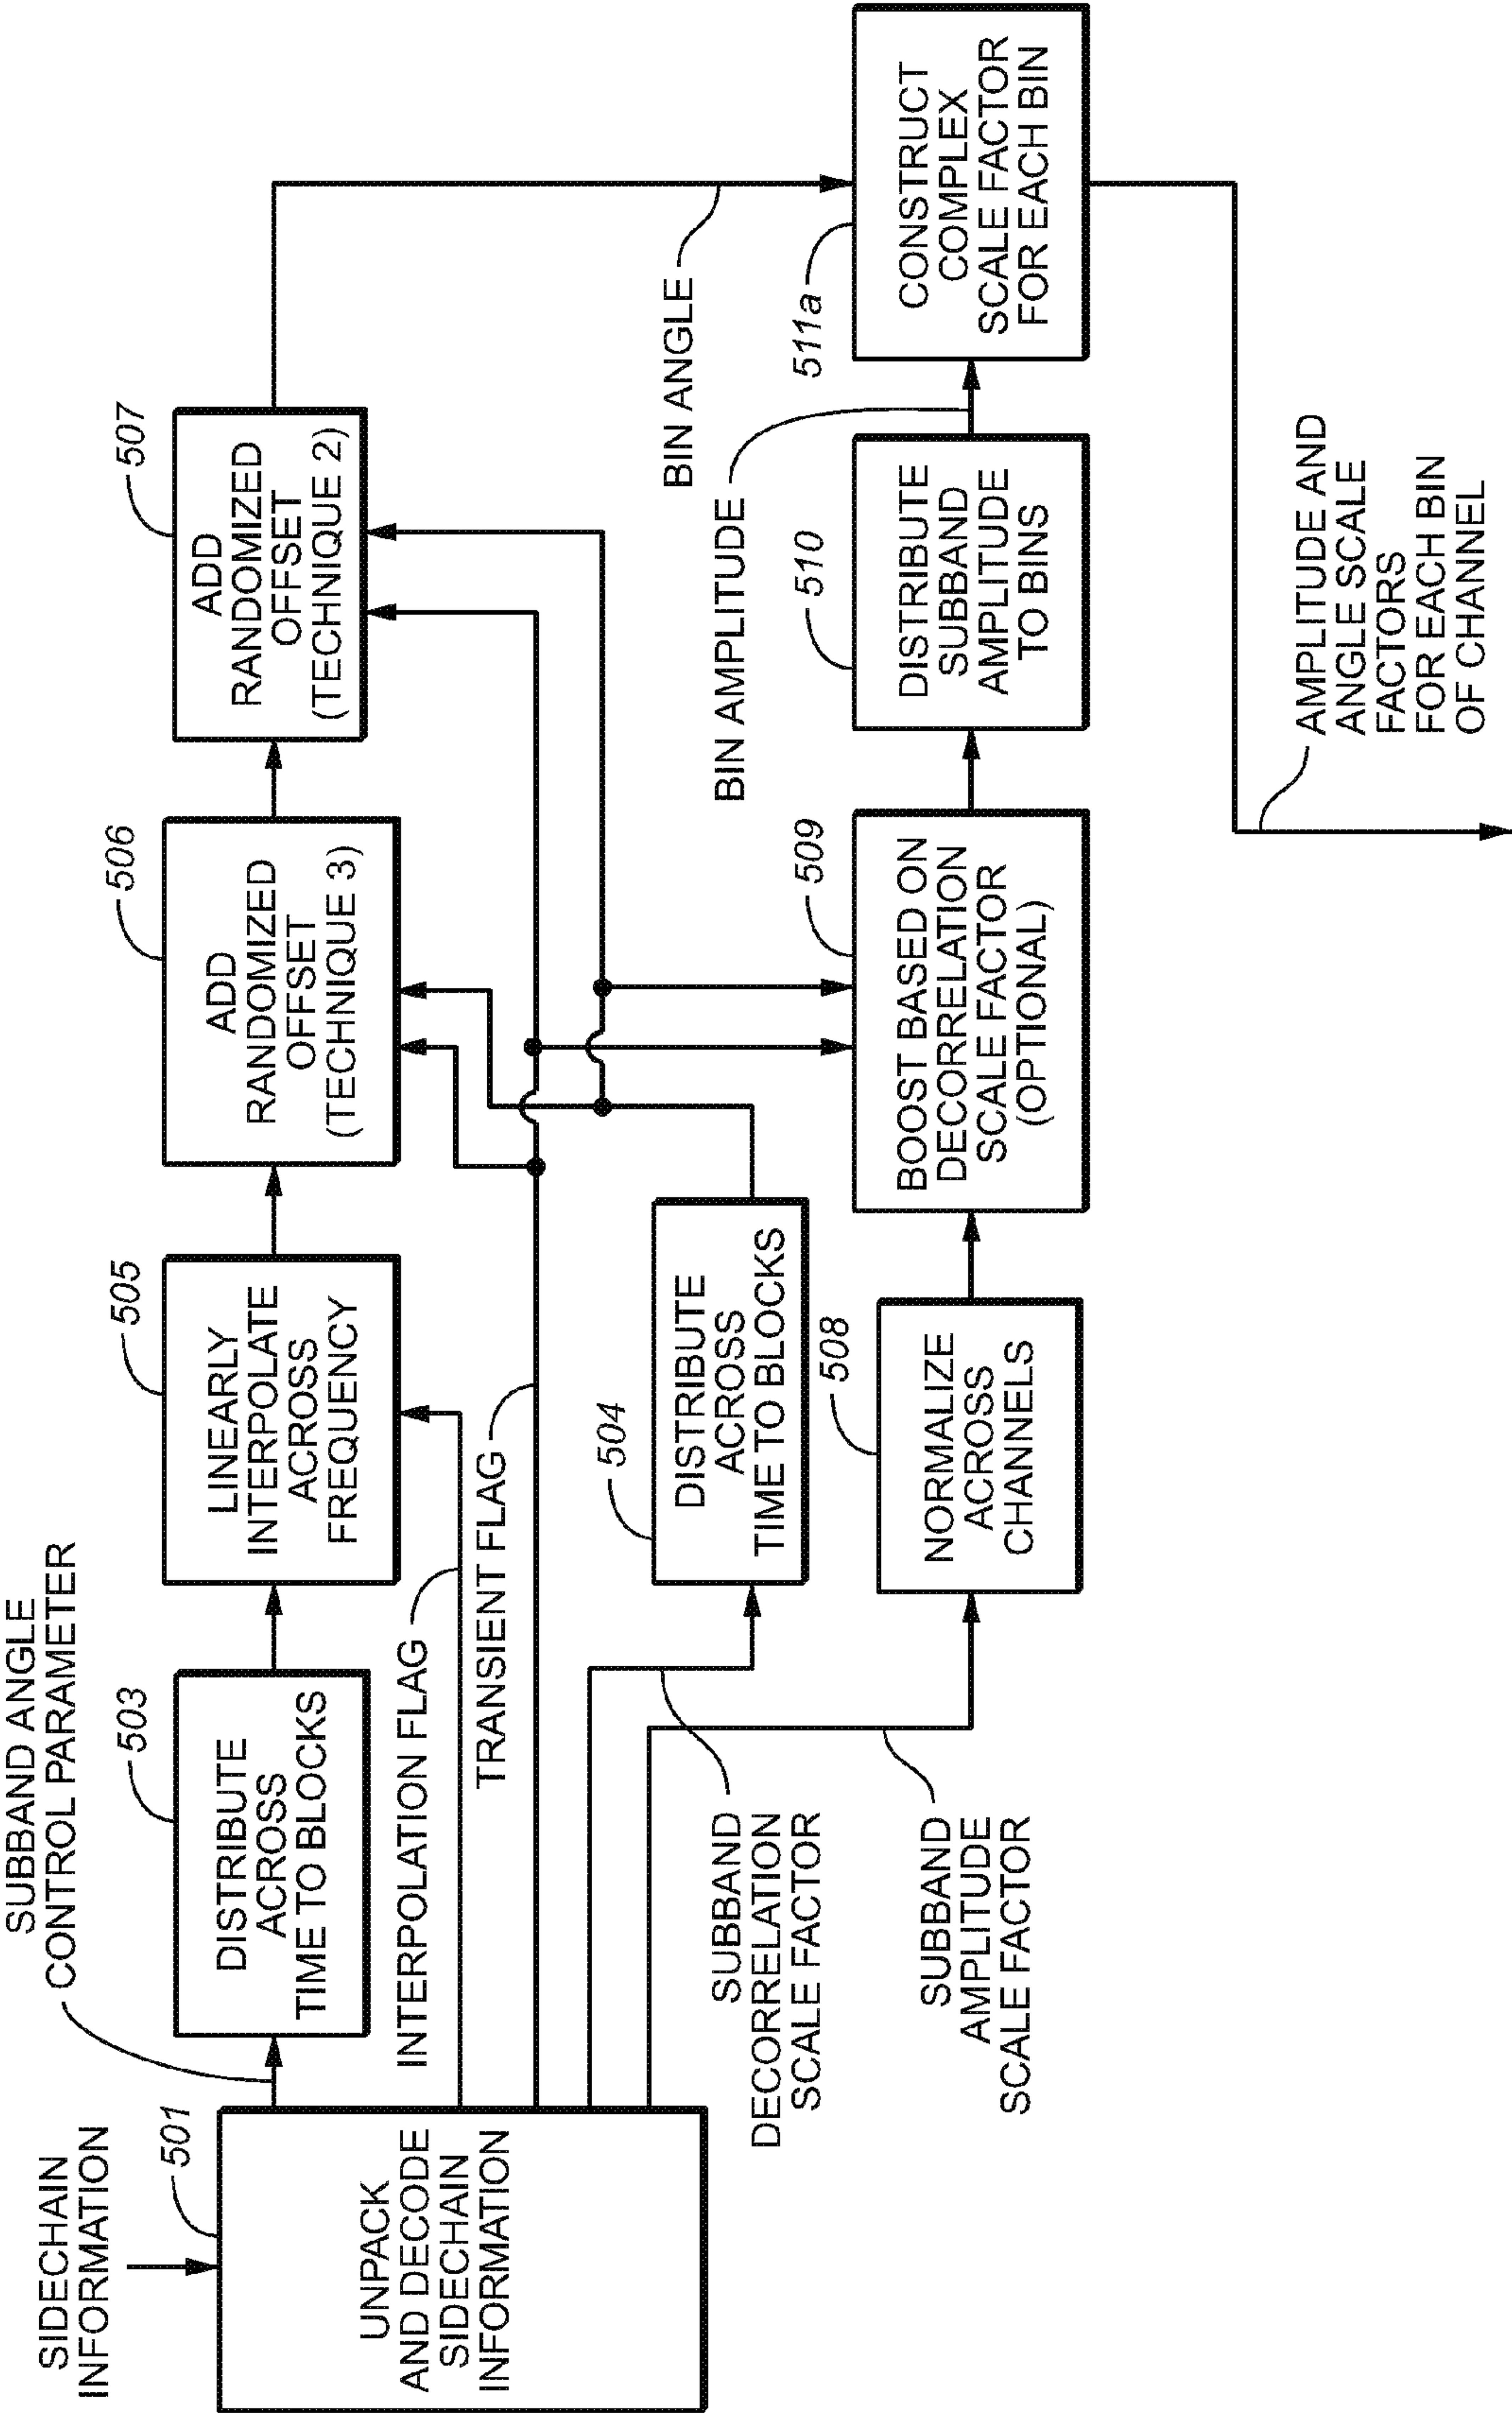 SIDECHAIN
INFORMATION
501
UNPACK
AND DECODE
SIDECHAIN
INFORMATION
SUBBAND ANGLE
CONTROL PARAMETER
503
DISTRIBUTE
ACROSS
TIME TO BLOCKS
505
LINEARLY
INTERPOLATE
ACROSS
FREQUENCY
506
ADD
RANDOMIZED
OFFSET
(TECHNIQUE 3)
507
ADD
RANDOMIZED
OFFSET
(TECHNIQUE 2)
INTERPOLATION FLAG
TRANSIENT FLAG
504
DISTRIBUTE
ACROSS
TIME TO BLOCKS
SUBBAND
DECORRELATION
SCALE FACTOR
SUBBAND
AMPLITUDE
SCALE FACTOR
508
NORMALIZE
ACROSS
CHANNELS
509
BOOST BASED ON
DECORRELATION
SCALE FACTOR
(OPTIONAL)
510
DISTRIBUTE
SUBBAND
AMPLITUDE
TO BINS
BIN AMPLITUDE
BIN ANGLE
511a
CONSTRUCT
COMPLEX
SCALE FACTOR
FOR EACH BIN
AMPLITUDE AND
ANGLE SCALE
FACTORS
FOR EACH BIN
OF CHANNEL